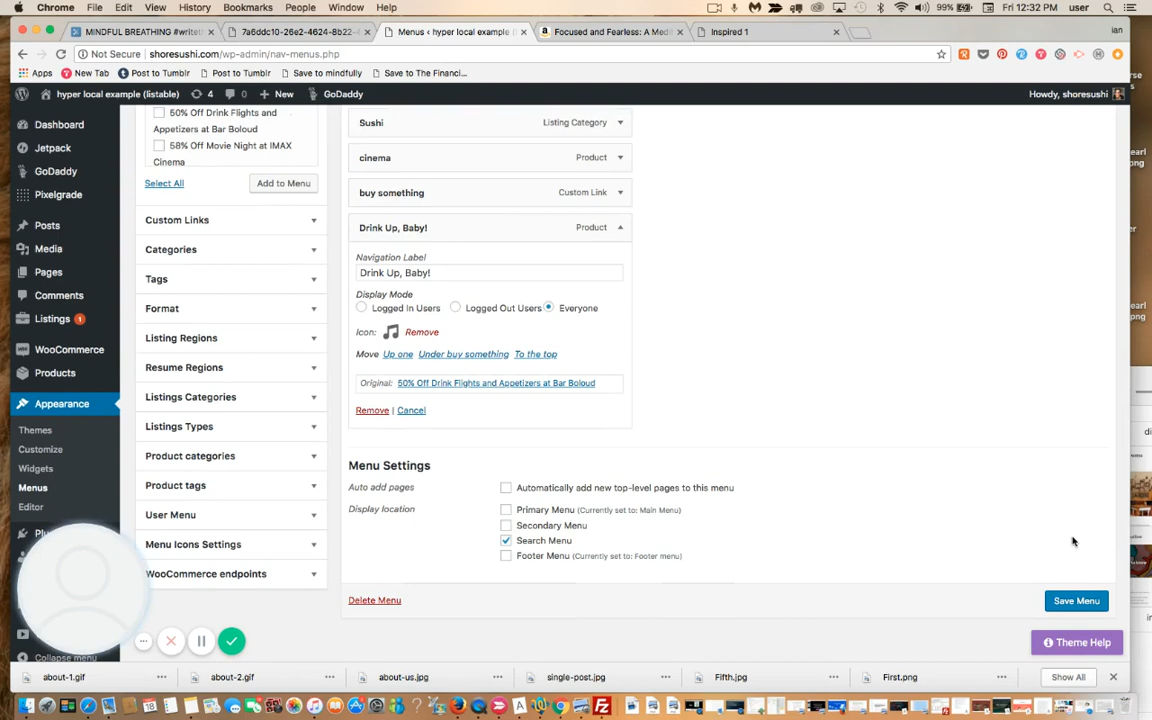 Chrome File Edit View History Bookmarks People Window Help 99% Fri 12:32 PM user
MINDFUL BREATHING #writet 7a6ddc10-26e2-4624-8b22- Menus ‹ hyper local example ( Focused and Fearless: A Medi Inspired 1 Ian
Not Secure shoresushi.com/wp-admin/nav-menus.php
Apps New Tab Post to Tumblr Post to Tumblr Save to mindfully Save to The Financi...
hyper local example (listable) 4 0 New GoDaddy Howdy, shoresushi
Dashboard
Jetpack
GoDaddy
Pixelgrade
Posts
Media
Pages
Comments
Listings 1
WooCommerce
Products
Appearance
Themes
Customize
Widgets
Menus
Editor
Collapse menu
50% Off Drink Flights and
Appetizers at Bar Boloud
58% Off Movie Night at IMAX
Cinema
Select All Add to Menu
Custom Links
Categories
Tags
Format
Listing Regions
Resume Regions
Listings Categories
Listings Types
Product categories
Product tags
User Menu
Menu Icons Settings
WooCommerce endpoints
Sushi Listing Category
cinema Product
buy something Custom Link
Drink Up, Baby! Product
Navigation Label
Drink Up, Baby!
Display Mode
Logged In Users Logged Out Users Everyone
Icon: Remove
Move Up one Under buy something To the top
Original: 50% Off Drink Flights and Appetizers at Bar Boloud
Remove | Cancel
Menu Settings
Auto add pages Automatically add new top-level pages to this menu
Display location Primary Menu (Currently set to: Main Menu)
Secondary Menu
Search Menu
Footer Menu (Currently set to: Footer menu)
Delete Menu Save Menu
Theme Help
about-1.gif about-2.gif about-us.jpg single-post.jpg Fifth.jpg First.png Show All